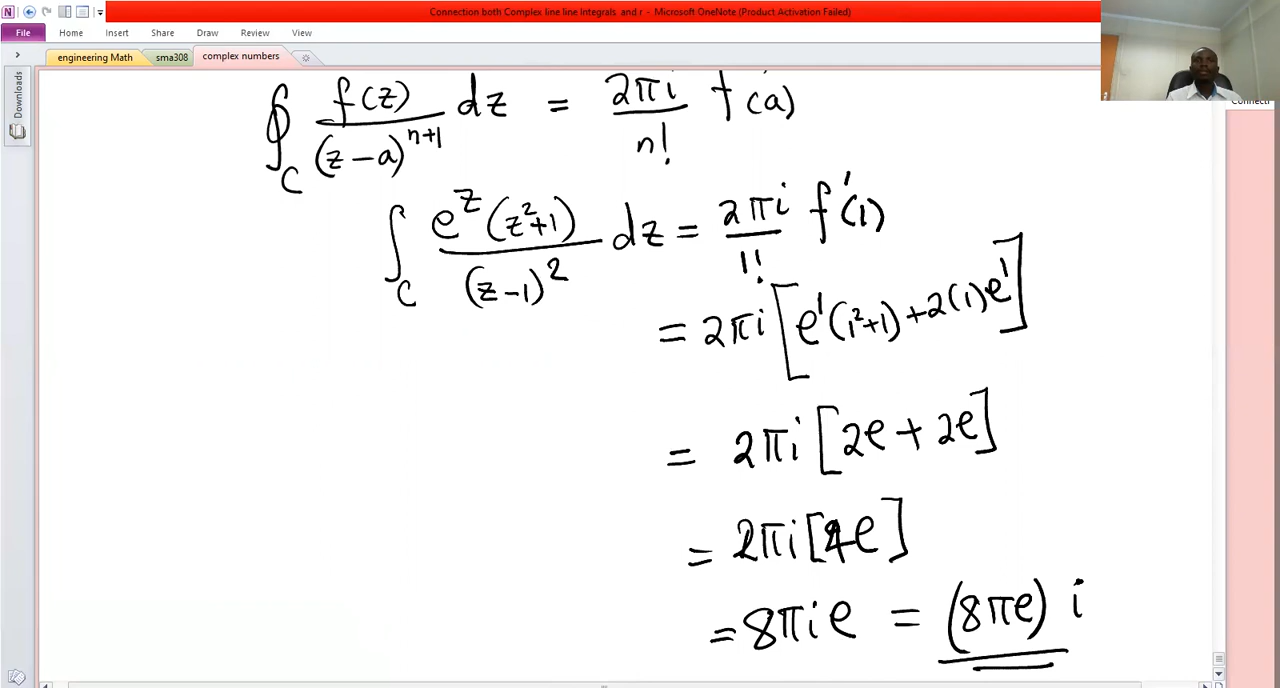 Connection both Complex line line Integrals and r - Microsoft OneNote (Product Activation Failed)
File Home Insert Share Draw Review View
engineering Math sma308 complex numbers
Downloads
Connecti
∮_C f(z)/(z-a)^(n+1) dz = 2πi/n! f'(a)
∫_C e^z(z²+1)/(z-1)² dz = 2πi/1! f'(1)
= 2πi[e¹(1²+1)+2(1)e¹]
= 2πi[2e+2e]
= 2πi[4e]
= 8πie = (8πe)i